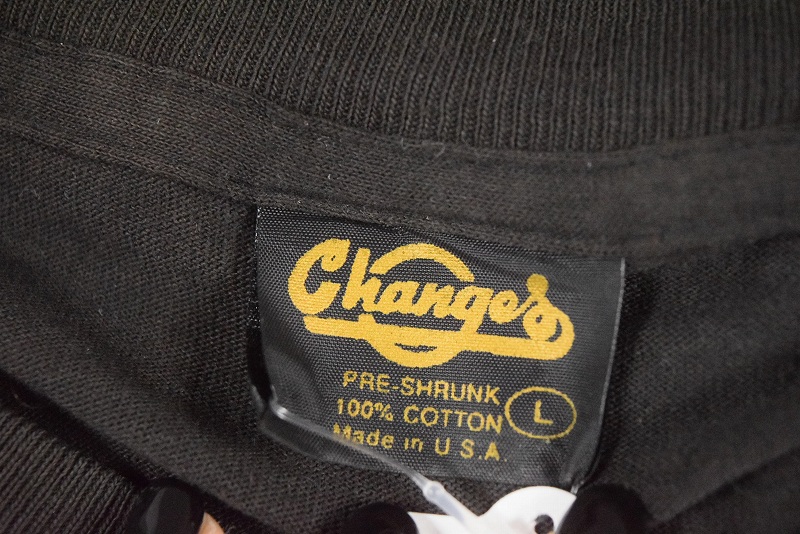 Changes
PRE-SHRUNK
100% COTTON
L
Made in U.S.A.